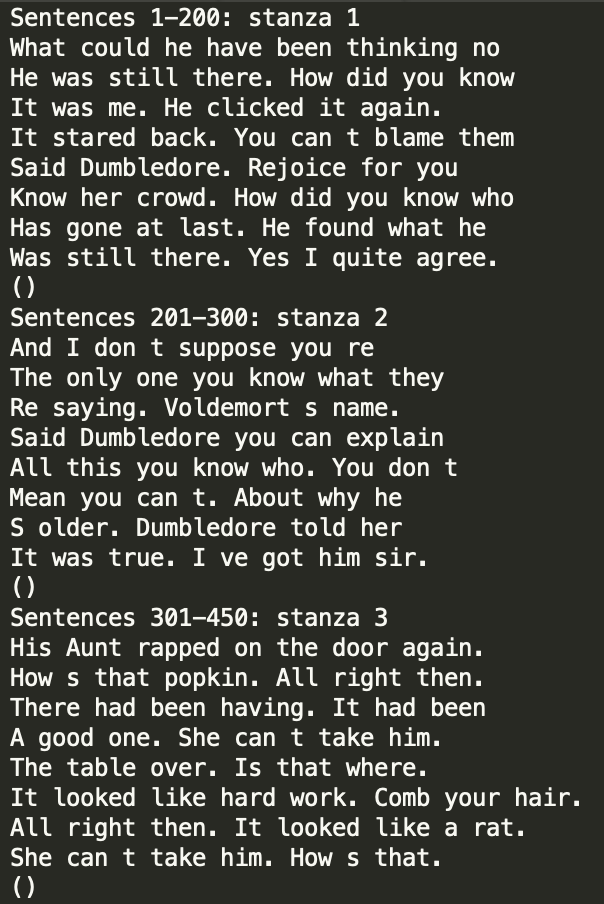 Sentences 1–200: stanza 1
What could he have been thinking no
He was still there. How did you know
It was me. He clicked it again.
It stared back. You can t blame them
Said Dumbledore. Rejoice for you
Know her crowd. How did you know who
Has gone at last. He found what he
Was still there. Yes I quite agree.
()
Sentences 201–300: stanza 2
And I don t suppose you re
The only one you know what they
Re saying. Voldemort s name.
Said Dumbledore you can explain
All this you know who. You don t
Mean you can t. About why he
S older. Dumbledore told her
It was true. I ve got him sir.
()
Sentences 301–450: stanza 3
His Aunt rapped on the door again.
How s that popkin. All right then.
There had been having. It had been
A good one. She can t take him.
The table over. Is that where.
It looked like hard work. Comb your hair.
All right then. It looked like a rat.
She can t take him. How s that.
()